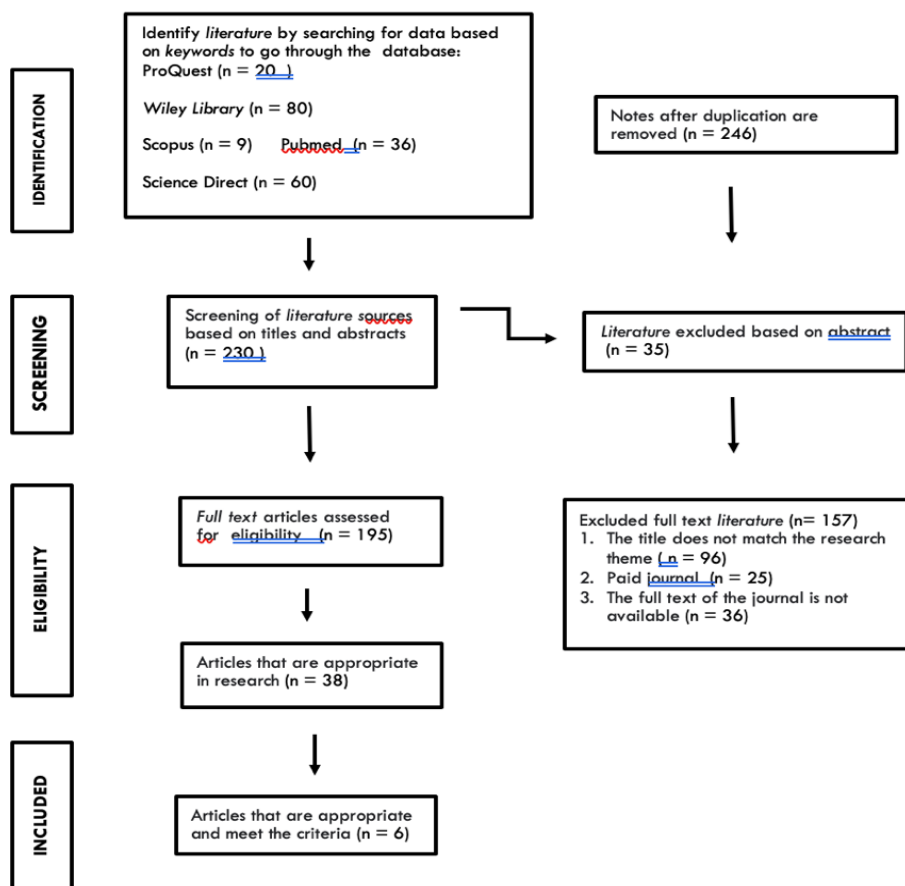 IDENTIFICATION
Identify literature by searching for data based
on keywords to go through the database:
ProQuest (n = 20 )
Wiley Library (n = 80)
Scopus (n = 9) Pubmed (n = 36)
Science Direct (n = 60)
Notes after duplication are
removed (n = 246)
SCREENING
Screening of literature sources
based on titles and abstracts
(n = 230 )
Literature excluded based on abstract
(n = 35)
ELIGIBILITY
Full text articles assessed
for eligibility (n = 195)
Excluded full text literature (n= 157)
1. The title does not match the research
theme ( n = 96)
2. Paid journal (n = 25)
3. The full text of the journal is not
available (n = 36)
Articles that are appropriate
in research (n = 38)
INCLUDED
Articles that are appropriate
and meet the criteria (n = 6)